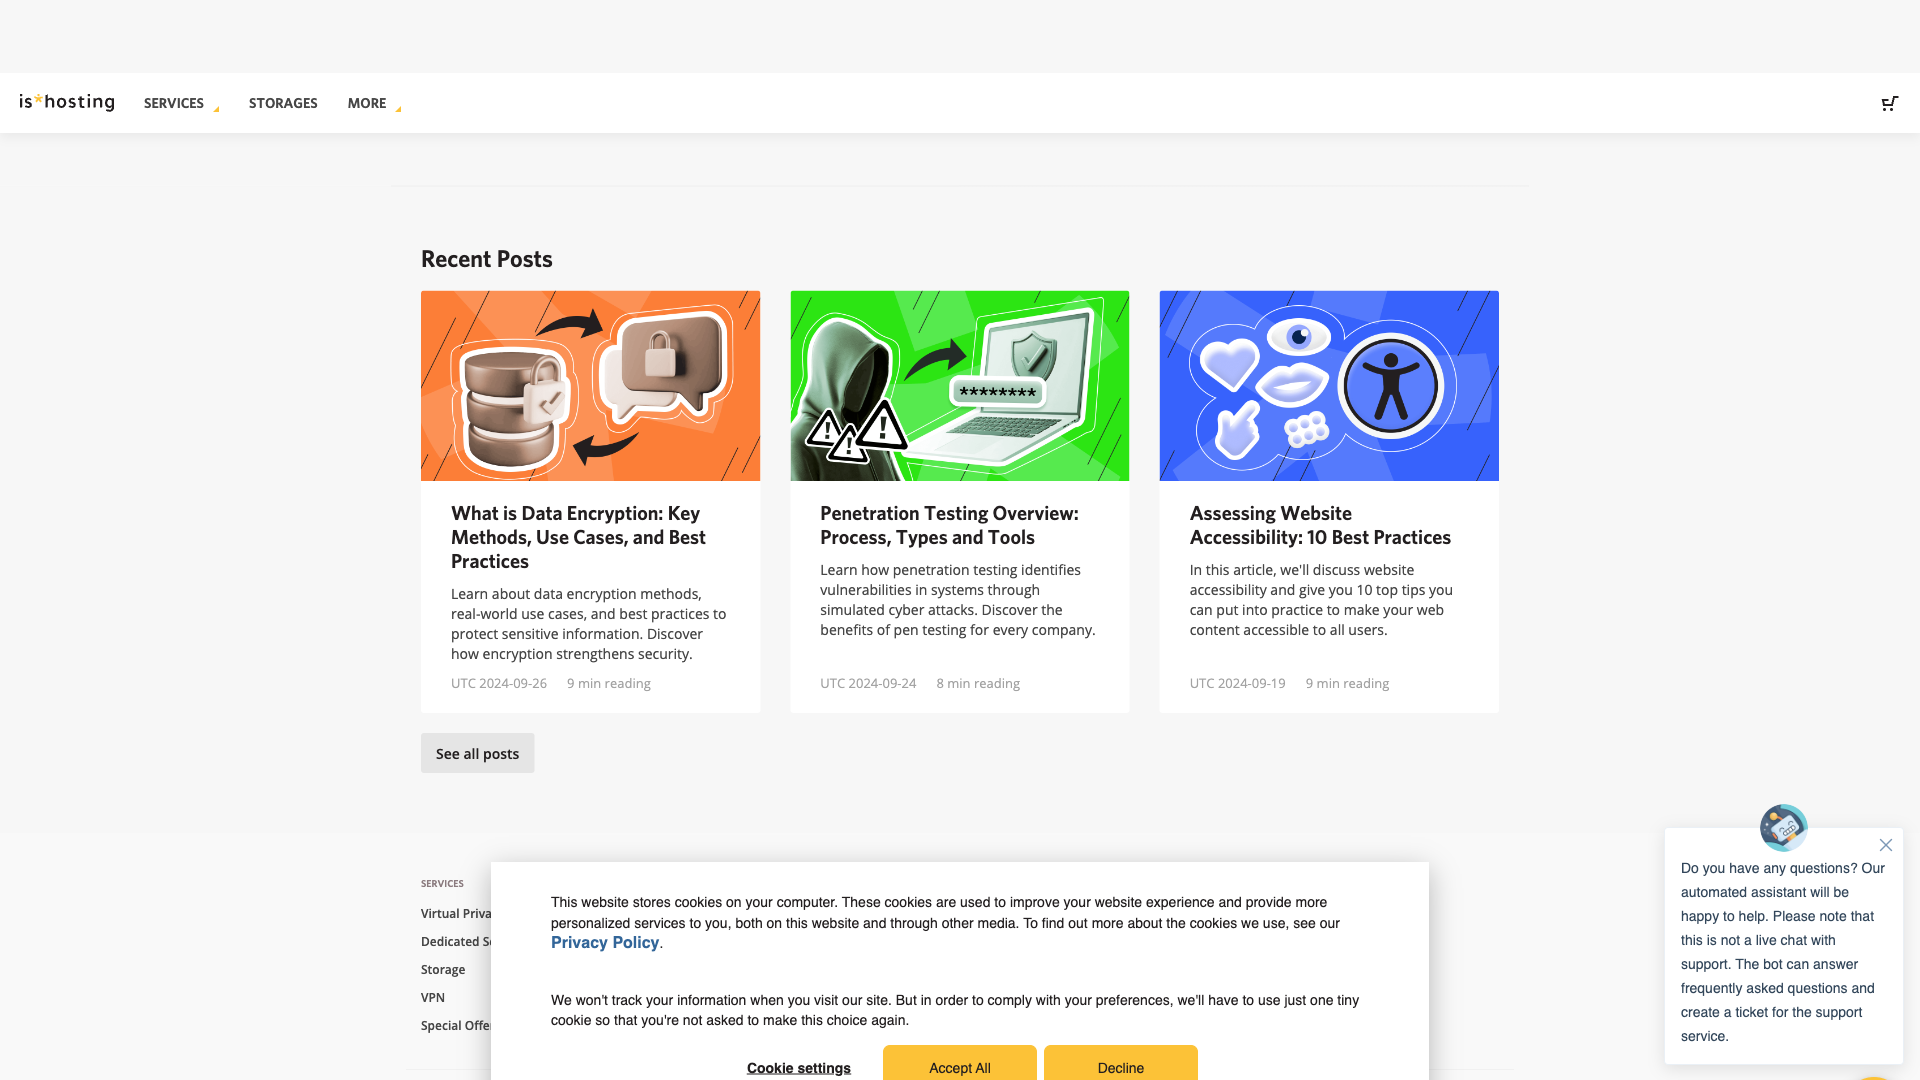 is*hosting
SERVICES
STORAGES
MORE
Recent Posts
What is Data Encryption: Key
Methods, Use Cases, and Best
Practices
Learn about data encryption methods,
real-world use cases, and best practices to
protect sensitive information. Discover
how encryption strengthens security.
UTC 2024-09-26 9 min reading
********
Penetration Testing Overview:
Process, Types and Tools
Learn how penetration testing identifies
vulnerabilities in systems through
simulated cyber attacks. Discover the
benefits of pen testing for every company.
UTC 2024-09-24 8 min reading
Assessing Website
Accessibility: 10 Best Practices
In this article, we'll discuss website
accessibility and give you 10 top tips you
can put into practice to make your web
content accessible to all users.
UTC 2024-09-19 9 min reading
See all posts
SERVICES
Virtual Priva
Dedicated S
Storage
VPN
Special Offe
This website stores cookies on your computer. These cookies are used to improve your website experience and provide more
personalized services to you, both on this website and through other media. To find out more about the cookies we use, see our
Privacy Policy.
We won't track your information when you visit our site. But in order to comply with your preferences, we'll have to use just one tiny
cookie so that you're not asked to make this choice again.
Cookie settings
Accept All
Decline
Do you have any questions? Our
automated assistant will be
happy to help. Please note that
this is not a live chat with
support. The bot can answer
frequently asked questions and
create a ticket for the support
service.